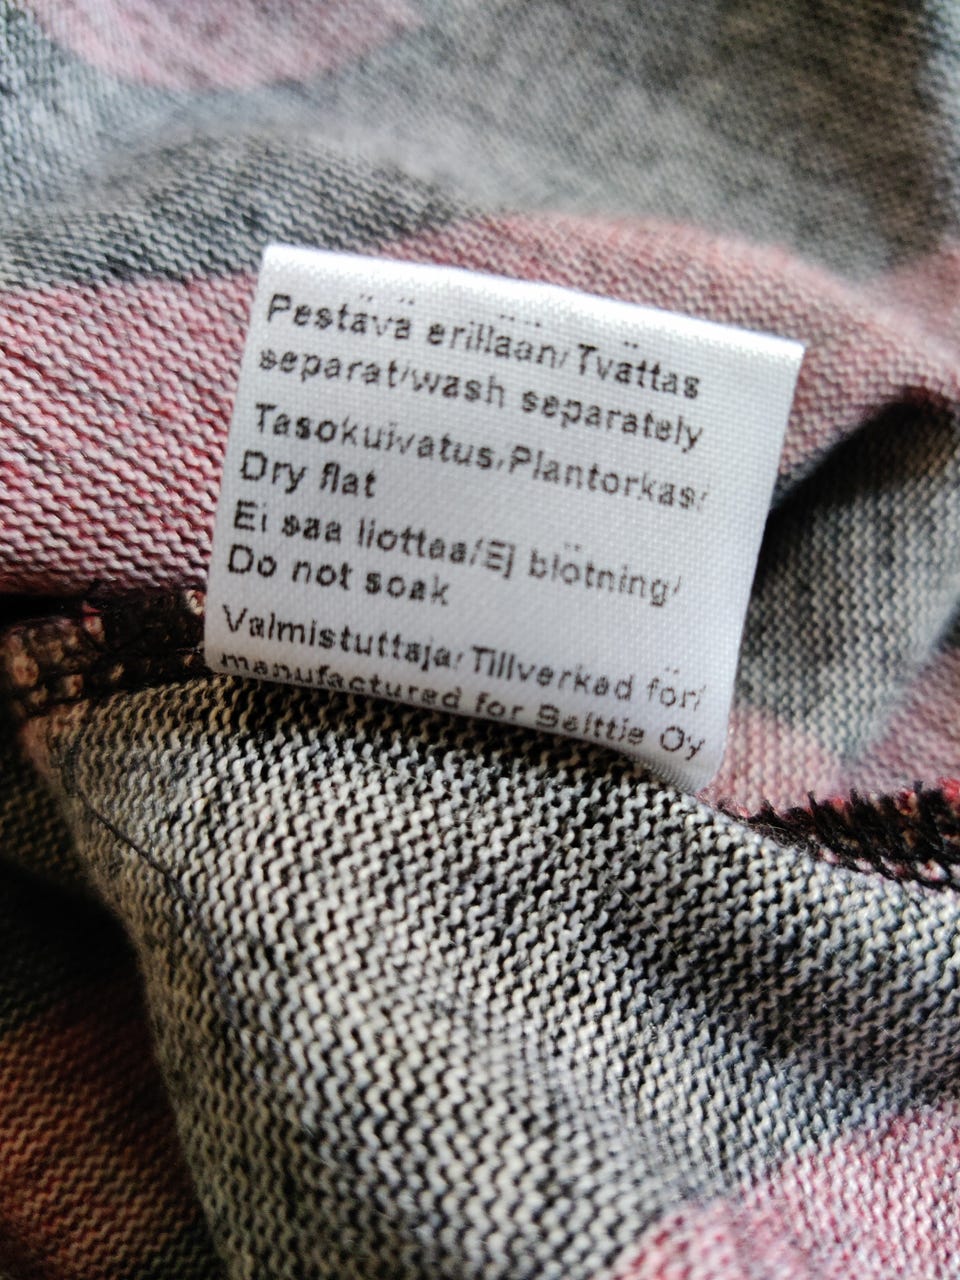 Pestävä erillään/Tvättas
separat/wash separately
Tasokuivatus/Plantorkas/
Dry flat
Ei saa liottaa/Ej blötning/
Do not soak
Valmistuttaja/Tillverkad för/
manufactured for Seittie Oy